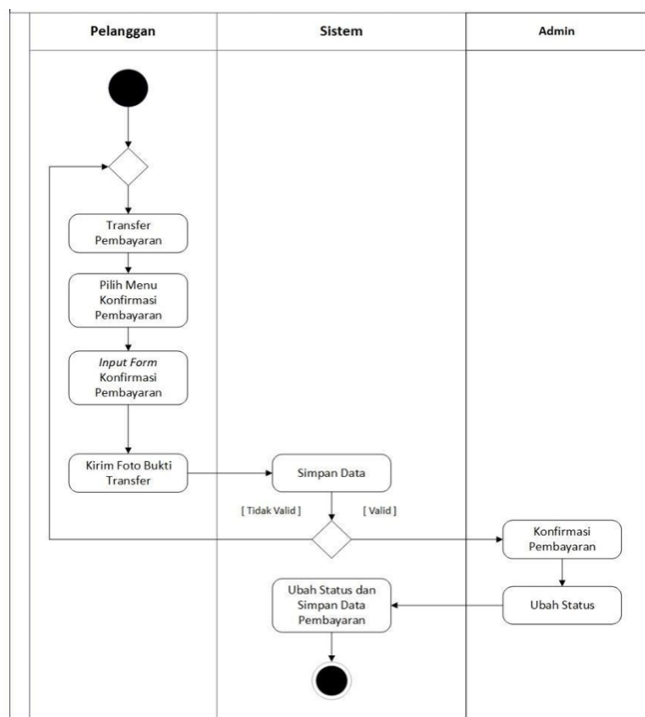 Pelanggan
Sistem
Admin
Transfer
Pembayaran
Pilih Menu
Konfirmasi
Pembayaran
Input Form
Konfirmasi
Pembayaran
Kirim Foto Bukti
Transfer
Simpan Data
[ Tidak Valid ]
[ Valid ]
Konfirmasi
Pembayaran
Ubah Status
Ubah Status dan
Simpan Data
Pembayaran